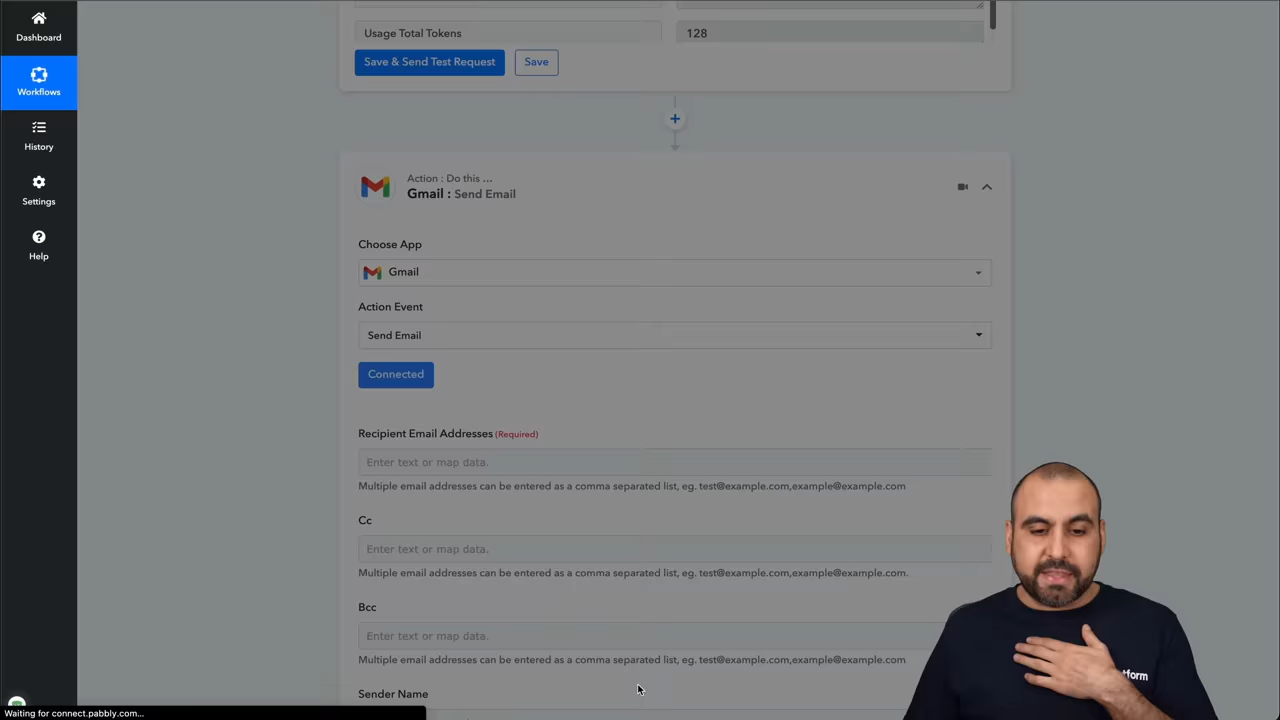 Dashboard
Workflows
History
Settings
Help
Usage Total Tokens
128
Save & Send Test Request
Save
Action : Do this ...
Gmail : Send Email
Choose App
Gmail
Action Event
Send Email
Connected
Recipient Email Addresses (Required)
Enter text or map data.
Multiple email addresses can be entered as a comma separated list, eg. test@example.com,example@example.com
Cc
Enter text or map data.
Multiple email addresses can be entered as a comma separated list, eg. test@example.com,example@example.com.
Bcc
Enter text or map data.
Multiple email addresses can be entered as a comma separated list, eg. test@example.com,example@example.com
Sender Name
Waiting for connect.pabbly.com...